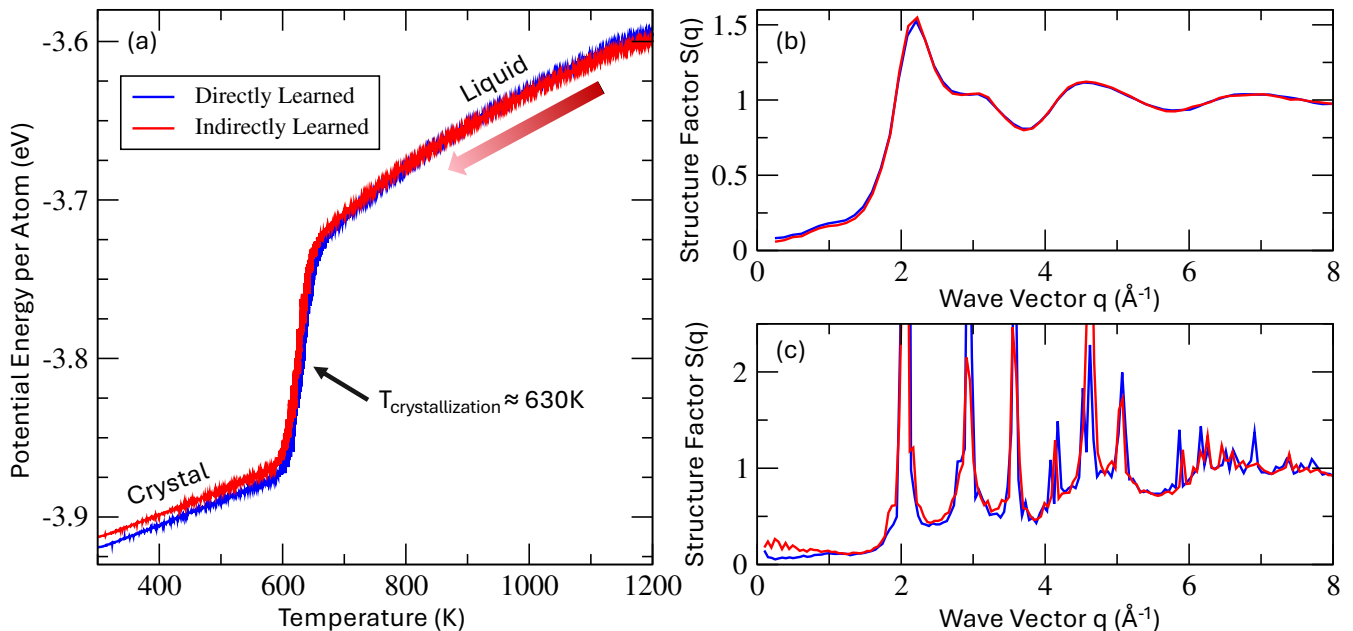 (a)
Directly Learned
Indirectly Learned
Liquid
Crystal
T_crystallization ≈ 630K
-3.6
-3.7
-3.8
-3.9
400
600
800
1000
1200
Potential Energy per Atom (eV)
Temperature (K)
(b)
1.5
1
0.5
0
0
2
4
6
8
Structure Factor S(q)
Wave Vector q (Å⁻¹)
(c)
2
1
0
0
2
4
6
8
Structure Factor S(q)
Wave Vector q (Å⁻¹)